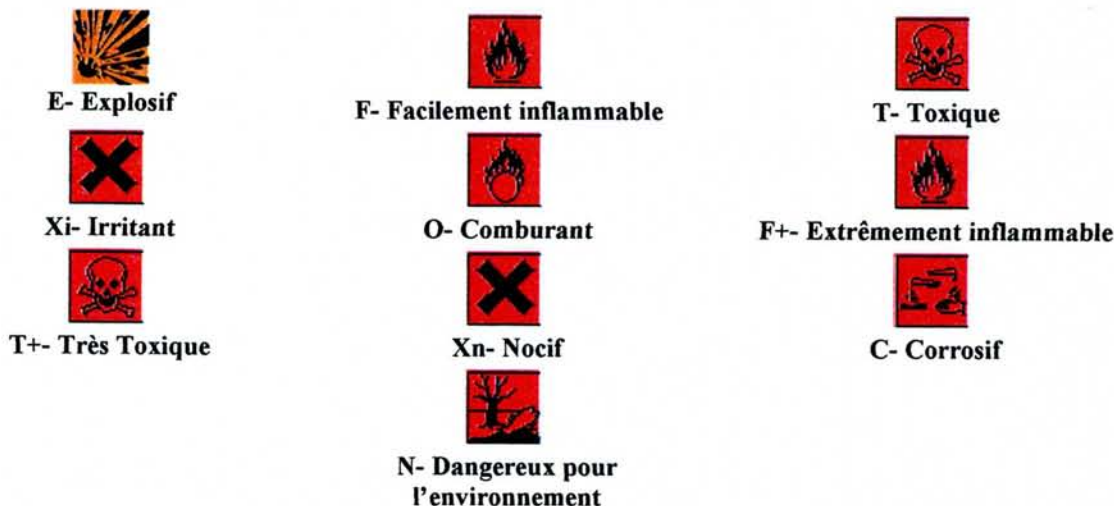 E- Explosif
F- Facilement inflammable
T- Toxique
Xi- Irritant
O- Comburant
F+- Extrêmement inflammable
T+- Très Toxique
Xn- Nocif
C- Corrosif
N- Dangereux pour
l'environnement